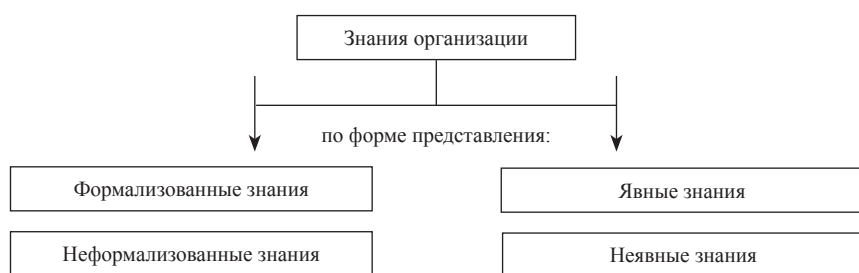 Знания организации
по форме представления:
Формализованные знания
Явные знания
Неформализованные знания
Неявные знания